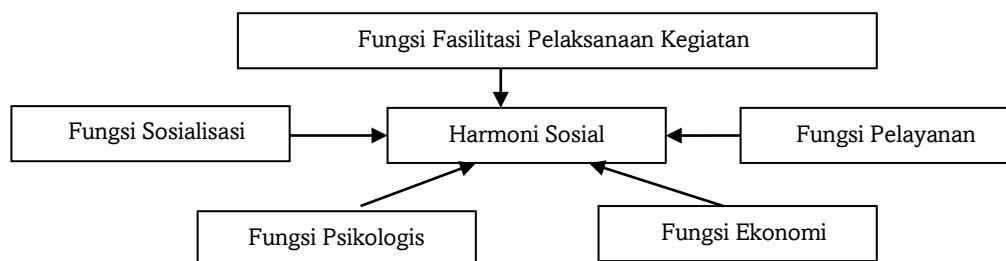 Fungsi Fasilitasi Pelaksanaan Kegiatan
Fungsi Sosialisasi
Harmoni Sosial
Fungsi Pelayanan
Fungsi Psikologis
Fungsi Ekonomi